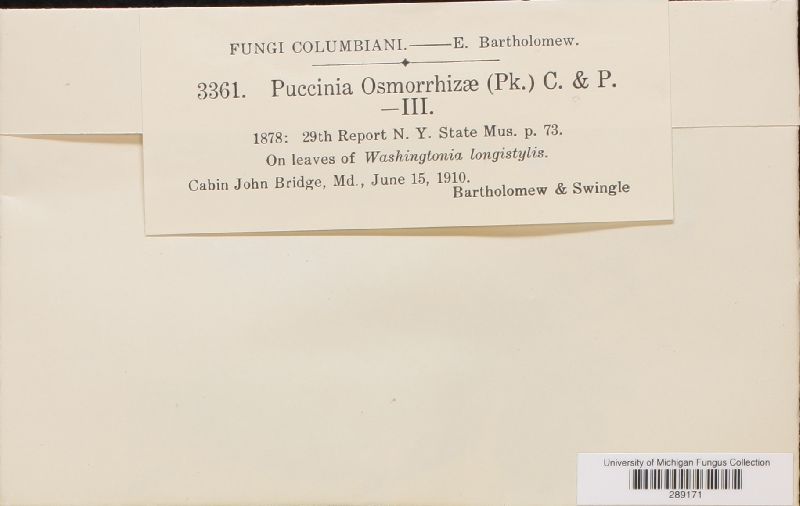 FUNGI COLUMBIANI.——E. Bartholomew.
3361. Puccinia Osmorrhizæ (Pk.) C. & P.
—III.
1878: 29th Report N. Y. State Mus. p. 73.
On leaves of Washingtonia longistylis.
Cabin John Bridge, Md., June 15, 1910.
Bartholomew & Swingle
University of Michigan Fungus Collection
289171